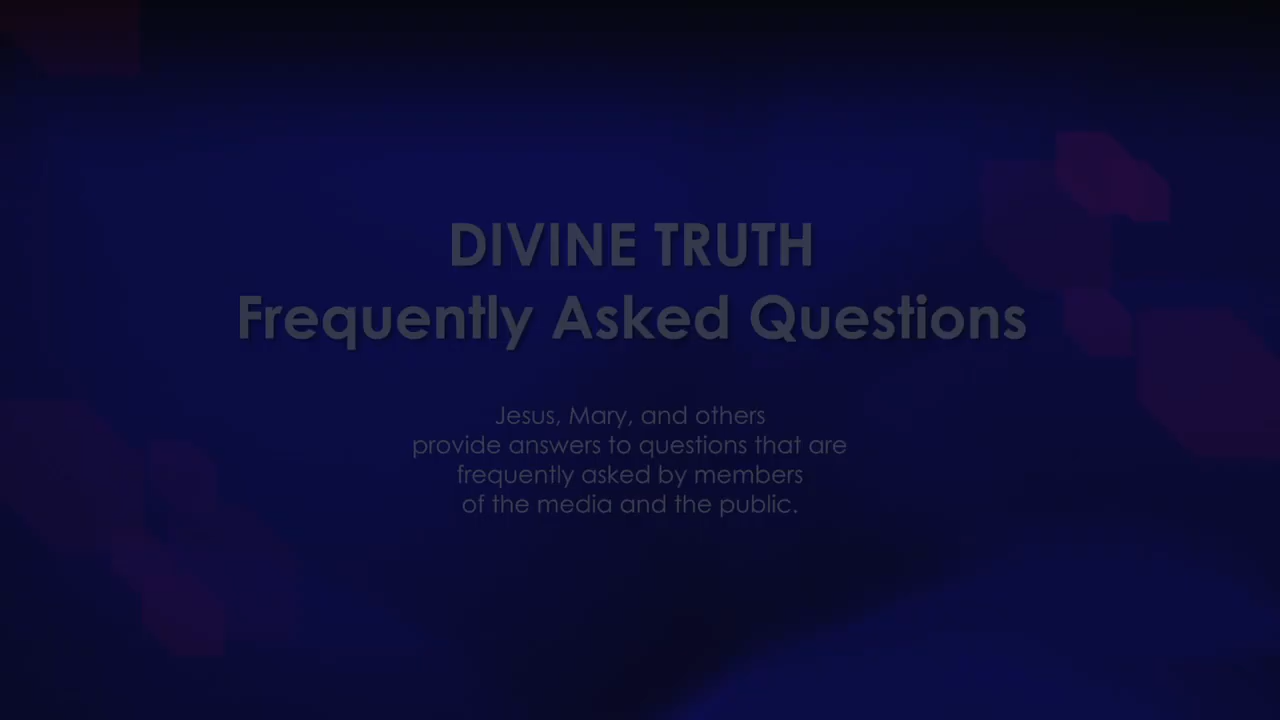 DIVINE TRUTH
Frequently Asked Questions
Jesus, Mary, and others
provide answers to questions that are
frequently asked by members
of the media and the public.